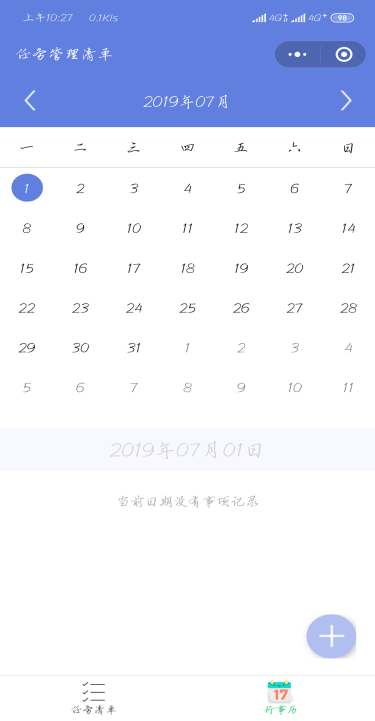 上午10:27 0.1K/s 4G 4G+ 98
任务管理清单
2019年07月
一 二 三 四 五 六 日
1 2 3 4 5 6 7
8 9 10 11 12 13 14
15 16 17 18 19 20 21
22 23 24 25 26 27 28
29 30 31 1 2 3 4
5 6 7 8 9 10 11
2019年07月01日
当前日期没有事项记录
17
任务清单 行事历